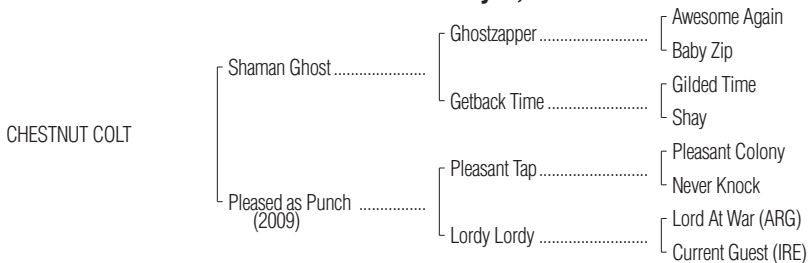 Awesome Again
Ghostzapper ....................
Baby Zip
Shaman Ghost ......................
Gilded Time
Getback Time .........................
Shay
CHESTNUT COLT
Pleasant Colony
Pleasant Tap ...........................
Never Knock
Pleased as Punch ................
(2009)
Lord At War (ARG)
Lordy Lordy ............................
Current Guest (IRE)